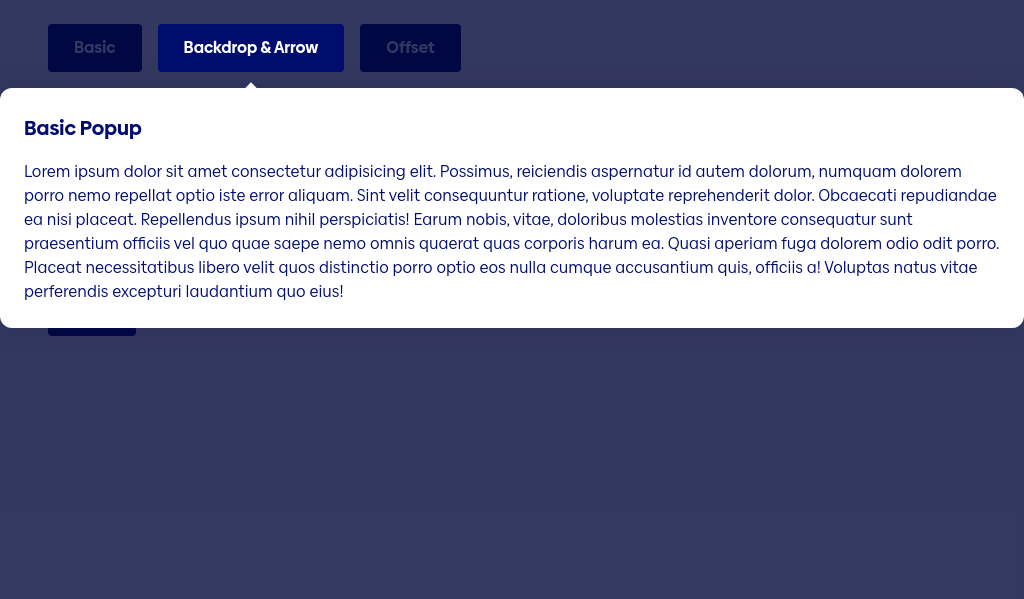 Basic
Backdrop & Arrow
Offset
Basic Popup
Lorem ipsum dolor sit amet consectetur adipisicing elit. Possimus, reiciendis aspernatur id autem dolorum, numquam dolorem
porro nemo repellat optio iste error aliquam. Sint velit consequuntur ratione, voluptate reprehenderit dolor. Obcaecati repudiandae
ea nisi placeat. Repellendus ipsum nihil perspiciatis! Earum nobis, vitae, doloribus molestias inventore consequatur sunt
praesentium officiis vel quo quae saepe nemo omnis quaerat quas corporis harum ea. Quasi aperiam fuga dolorem odio odit porro.
Placeat necessitatibus libero velit quos distinctio porro optio eos nulla cumque accusantium quis, officiis a! Voluptas natus vitae
perferendis excepturi laudantium quo eius!